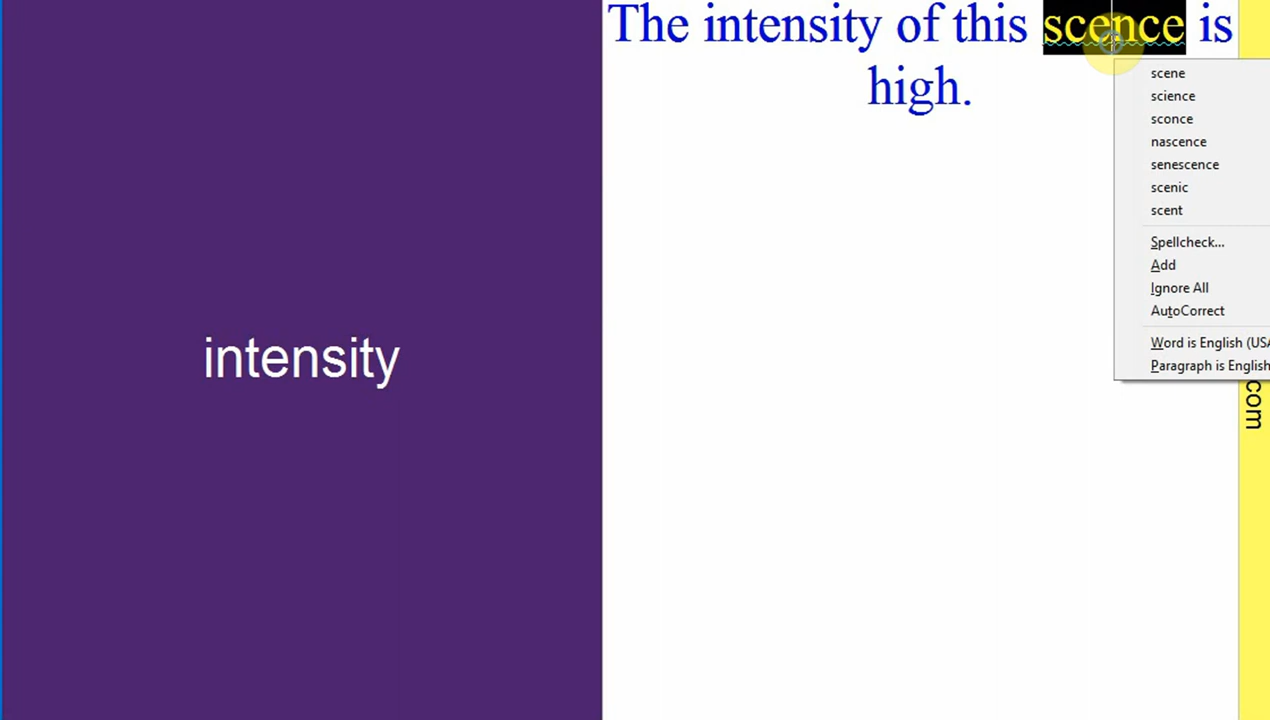 The intensity of this scence is
high.
scene
science
sconce
nascence
senescence
scenic
scent
Spellcheck...
Add
Ignore All
AutoCorrect
Word is English (USA
Paragraph is English
intensity
com